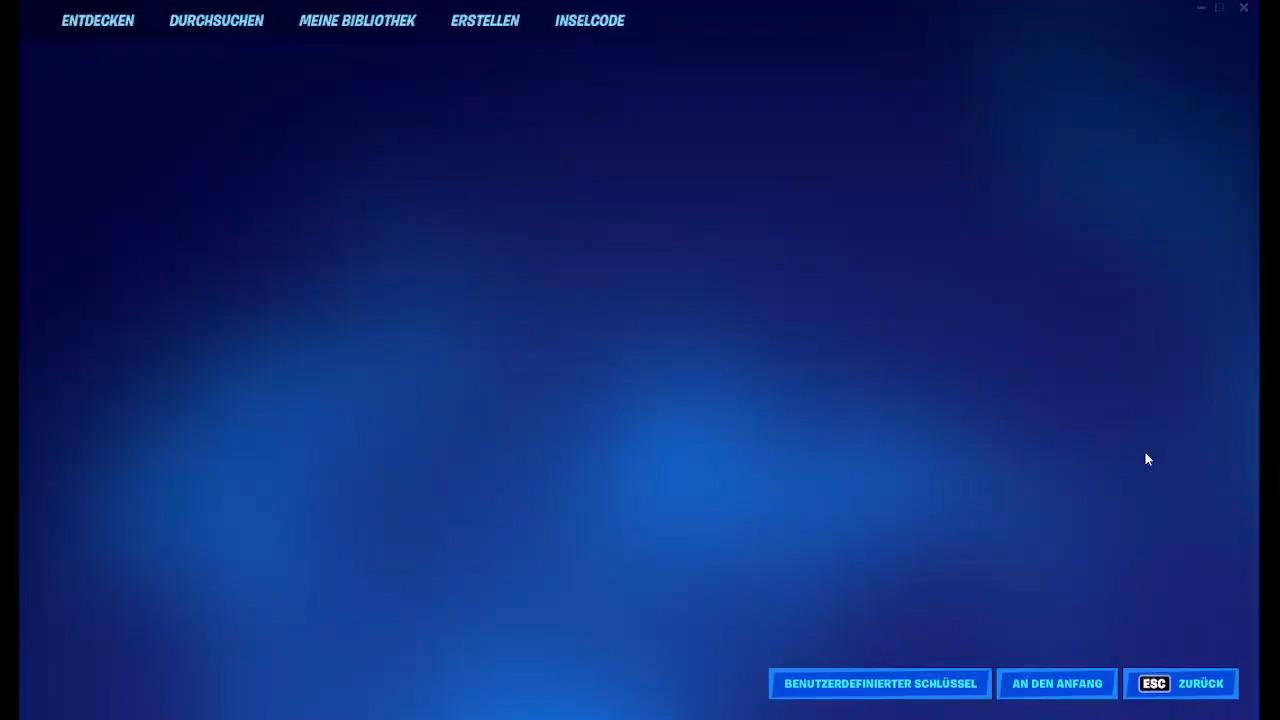 ENTDECKEN DURCHSUCHEN MEINE BIBLIOTHEK ERSTELLEN INSELCODE
BENUTZERDEFINIERTER SCHLÜSSEL AN DEN ANFANG ESC ZURÜCK